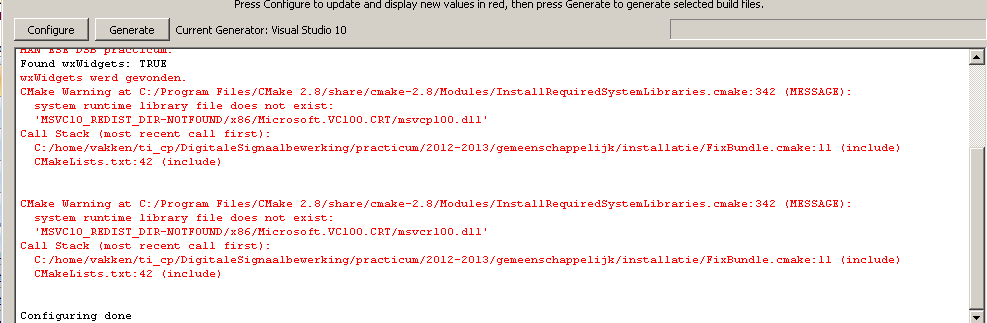 Press Configure to update and display new values in red, then press Generate to generate selected build files.
Configure Generate Current Generator: Visual Studio 10
HAN ESE DSB practicum.
Found wxWidgets: TRUE
wxWidgets werd gevonden.
CMake Warning at C:/Program Files/CMake 2.8/share/cmake-2.8/Modules/InstallRequiredSystemLibraries.cmake:342 (MESSAGE):
system runtime library file does not exist:
'MSVC10_REDIST_DIR-NOTFOUND/x86/Microsoft.VC100.CRT/msvcp100.dll'
Call Stack (most recent call first):
C:/home/vakken/ti_cp/DigitaleSignaalbewerking/practicum/2012-2013/gemeenschappelijk/installatie/FixBundle.cmake:11 (include)
CMakeLists.txt:42 (include)
CMake Warning at C:/Program Files/CMake 2.8/share/cmake-2.8/Modules/InstallRequiredSystemLibraries.cmake:342 (MESSAGE):
system runtime library file does not exist:
'MSVC10_REDIST_DIR-NOTFOUND/x86/Microsoft.VC100.CRT/msvcr100.dll'
Call Stack (most recent call first):
C:/home/vakken/ti_cp/DigitaleSignaalbewerking/practicum/2012-2013/gemeenschappelijk/installatie/FixBundle.cmake:11 (include)
CMakeLists.txt:42 (include)
Configuring done